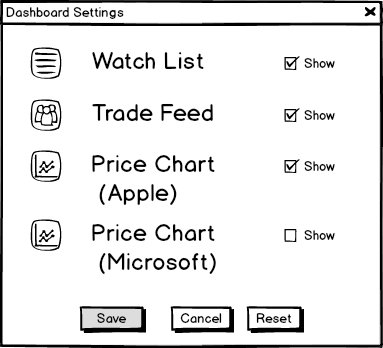 Dashboard Settings
Watch List Show
Trade Feed Show
Price Chart Show
(Apple)
Price Chart Show
(Microsoft)
Save Cancel Reset